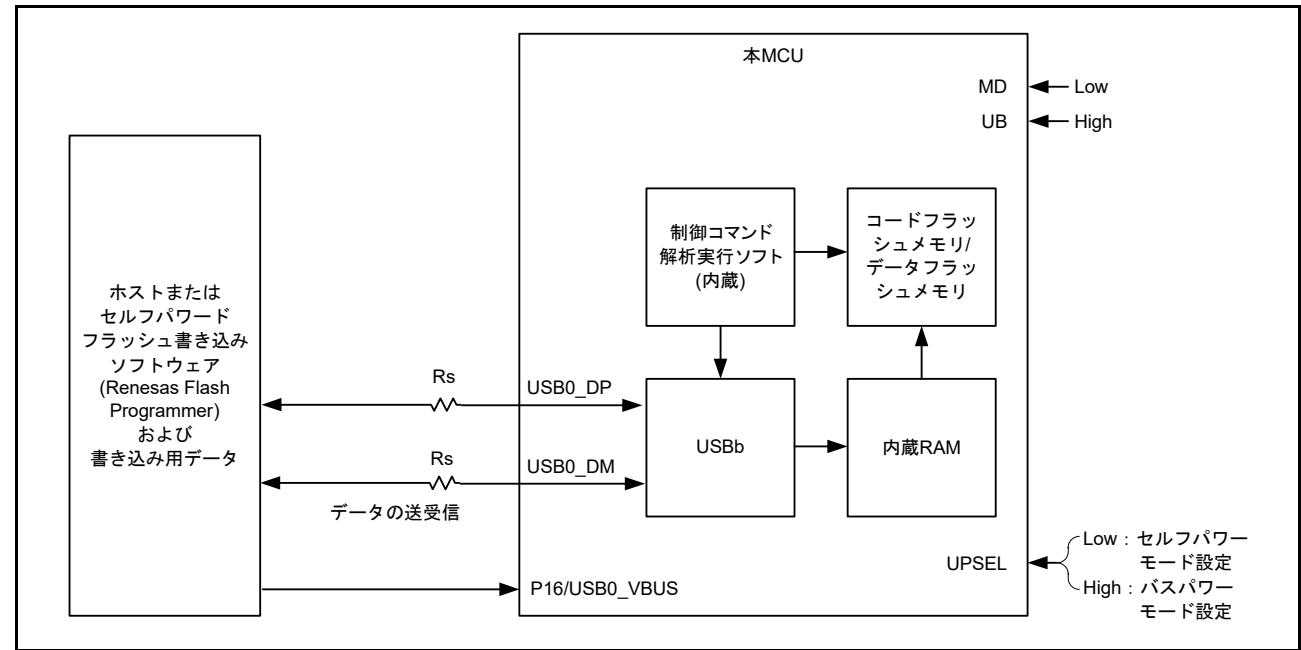 本MCU
MD
Low
UB
High
ホストまたは
セルフパワード
フラッシュ書き込み
ソフトウェア
(Renesas Flash
Programmer)
および
書き込み用データ
制御コマンド
解析実行ソフト
(内蔵)
コードフラッ
シュメモリ/
データフラッ
シュメモリ
Rs
USB0_DP
Rs
USB0_DM
データの送受信
USBb
内蔵RAM
P16/USB0_VBUS
UPSEL
Low：セルフパワー
モード設定
High：バスパワー
モード設定